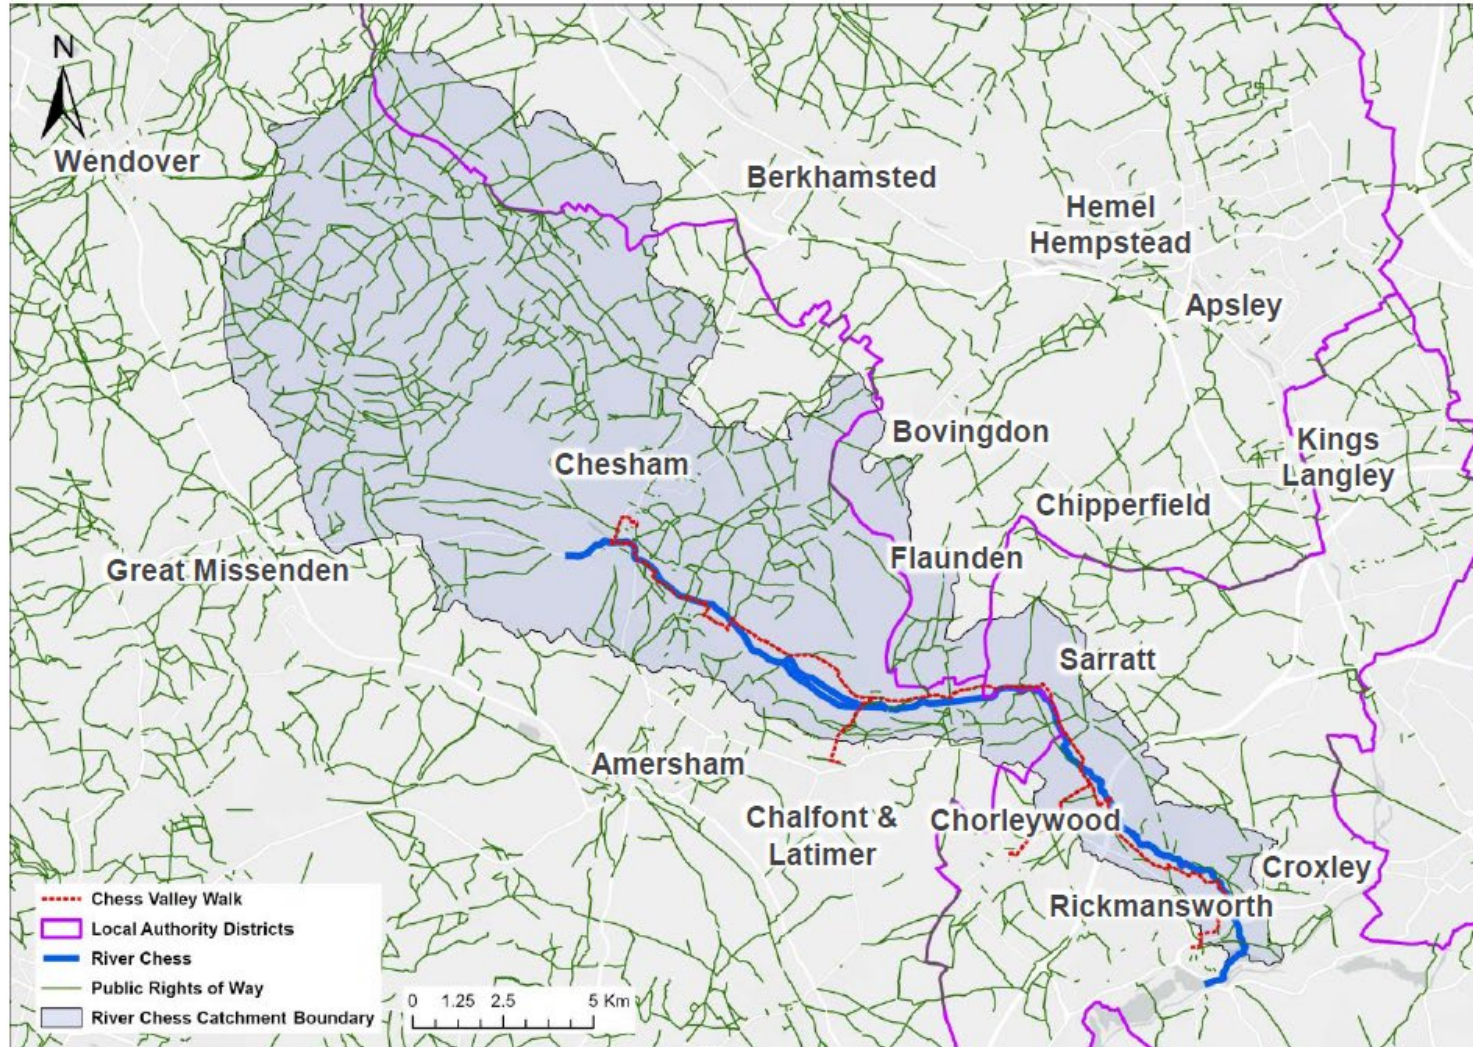 N
Wendover
Berkhamsted
Hemel
Hempstead
Apsley
Bovingdon
Kings
Langley
Chesham
Chipperfield
Great Missenden
Flaunden
Sarratt
Amersham
Chalfont &
Latimer
Chorleywood
Croxley
Rickmansworth
Chess Valley Walk
Local Authority Districts
River Chess
Public Rights of Way
River Chess Catchment Boundary
0 1.25 2.5 5 Km